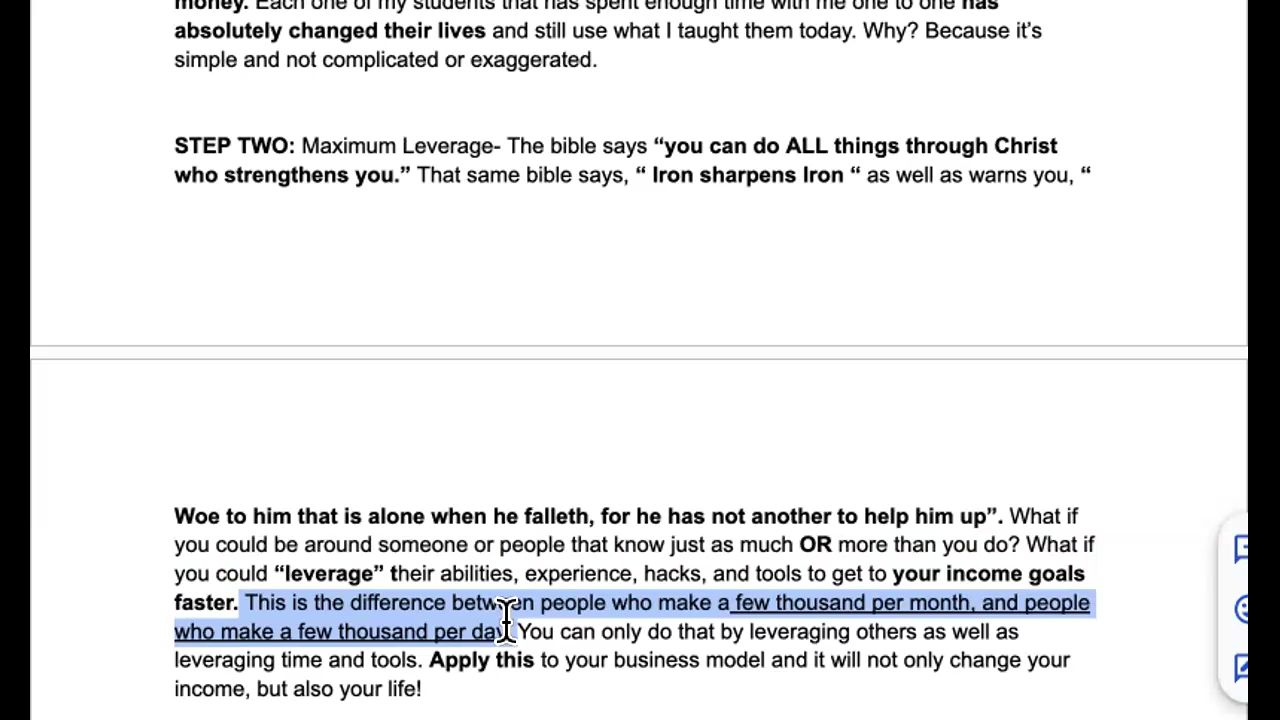 money. Each one of my students that has spent enough time with me one to one has
absolutely changed their lives and still use what I taught them today. Why? Because it’s
simple and not complicated or exaggerated.
STEP TWO: Maximum Leverage- The bible says “you can do ALL things through Christ
who strengthens you.” That same bible says, “ Iron sharpens Iron “ as well as warns you, “
Woe to him that is alone when he falleth, for he has not another to help him up”. What if
you could be around someone or people that know just as much OR more than you do? What if
you could “leverage” their abilities, experience, hacks, and tools to get to your income goals
faster. This is the difference between people who make a few thousand per month, and people
who make a few thousand per day. You can only do that by leveraging others as well as
leveraging time and tools. Apply this to your business model and it will not only change your
income, but also your life!